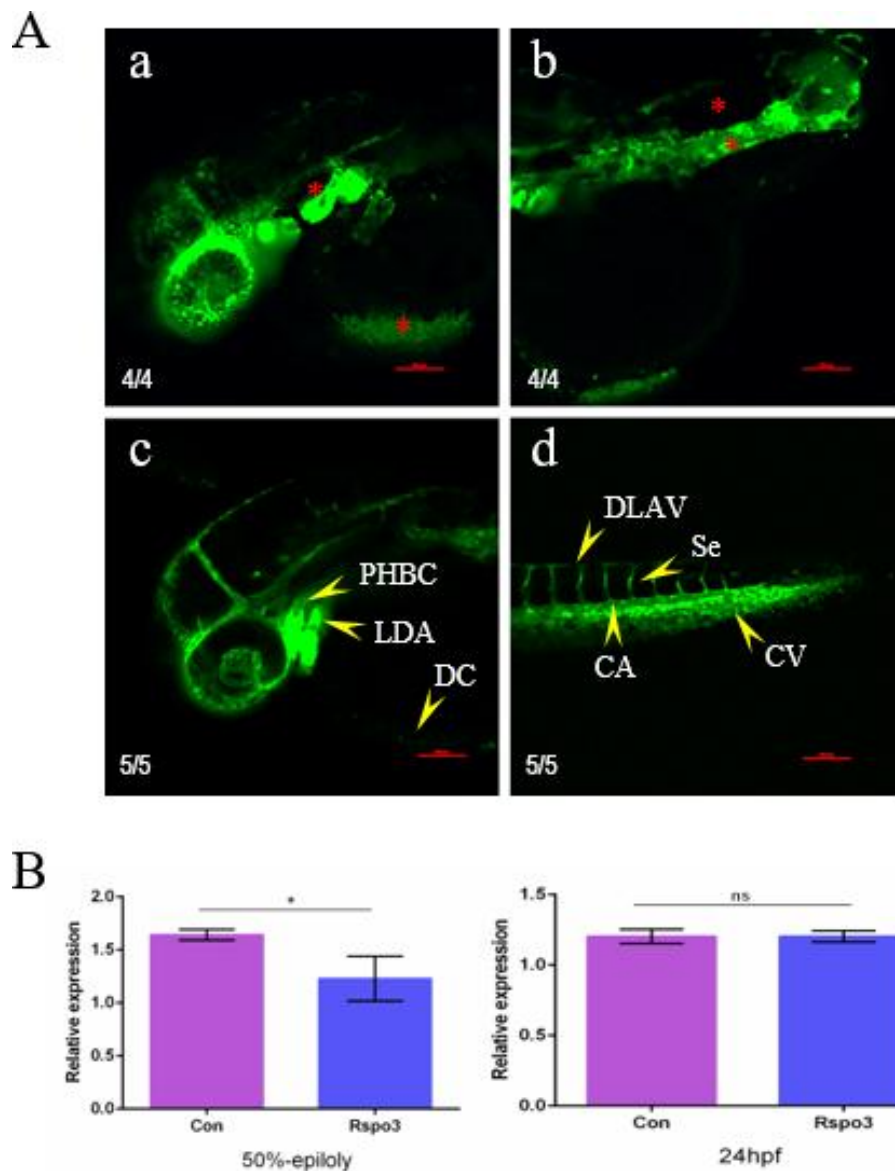 A
a
b
4/4
4/4
c
PHBC
LDA
DC
5/5
d
DLAV
Se
CA
CV
5/5
B
Relative expression
2.0
1.5
1.0
0.5
0.0
*
Con
Rspo3
50%-epiloly
Relative expression
1.5
1.0
0.5
0.0
ns
Con
Rspo3
24hpf